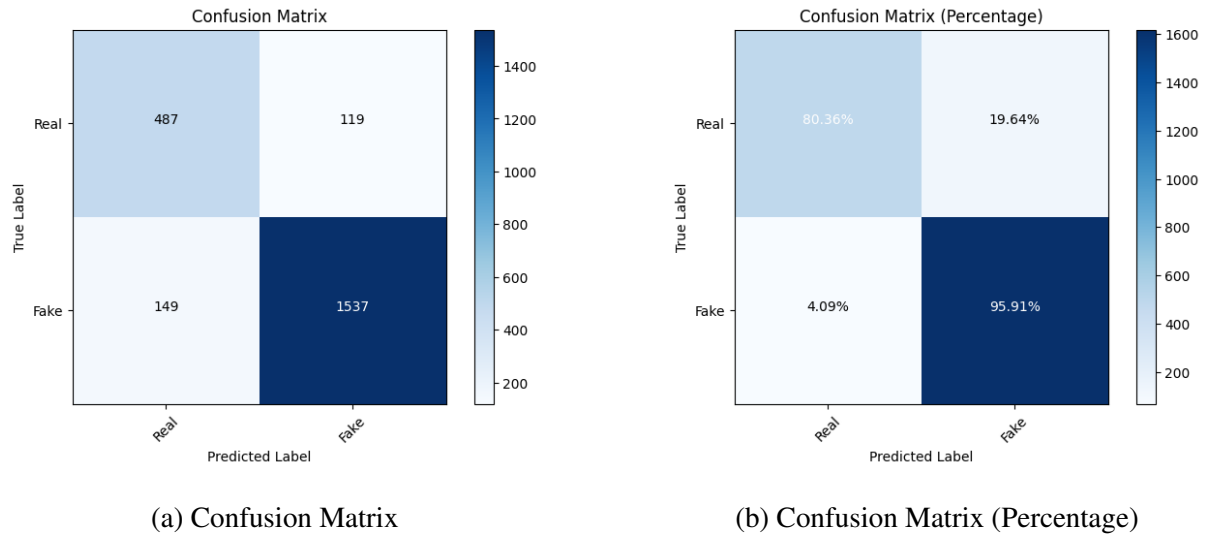 Confusion Matrix
1400
1200
1000
800
600
400
200
Real
Fake
487
119
149
1537
True Label
Real
Fake
Predicted Label
(a) Confusion Matrix
Confusion Matrix (Percentage)
1600
1400
1200
1000
800
600
400
200
Real
Fake
80.36%
19.64%
4.09%
95.91%
True Label
Real
Fake
Predicted Label
(b) Confusion Matrix (Percentage)